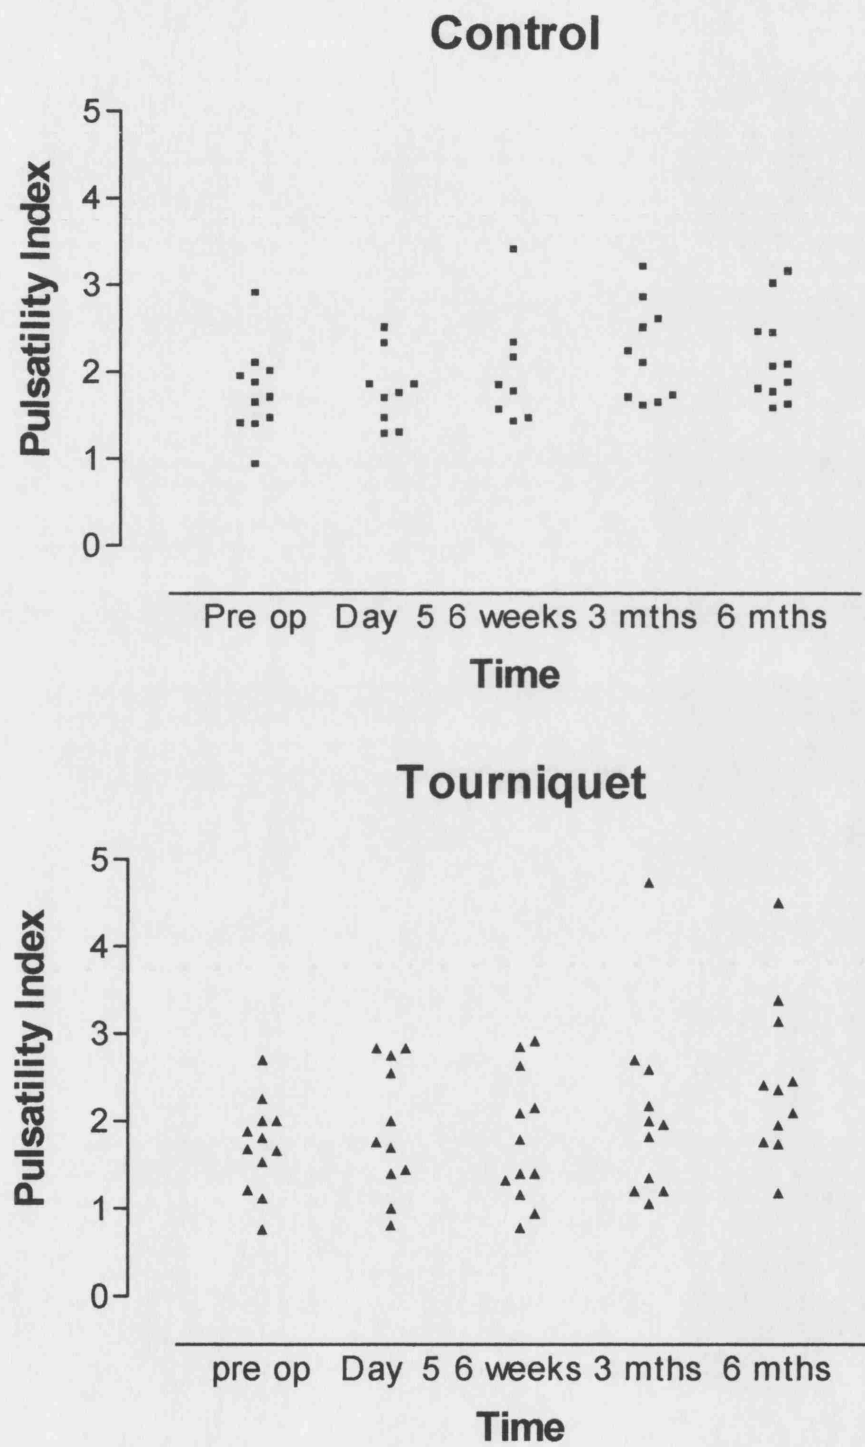 Control
5
4
3
2
1
0
Pulsatility Index
Pre op Day 5 6 weeks 3 mths 6 mths
Time
Tourniquet
5
4
3
2
1
0
Pulsatility Index
pre op Day 5 6 weeks 3 mths 6 mths
Time